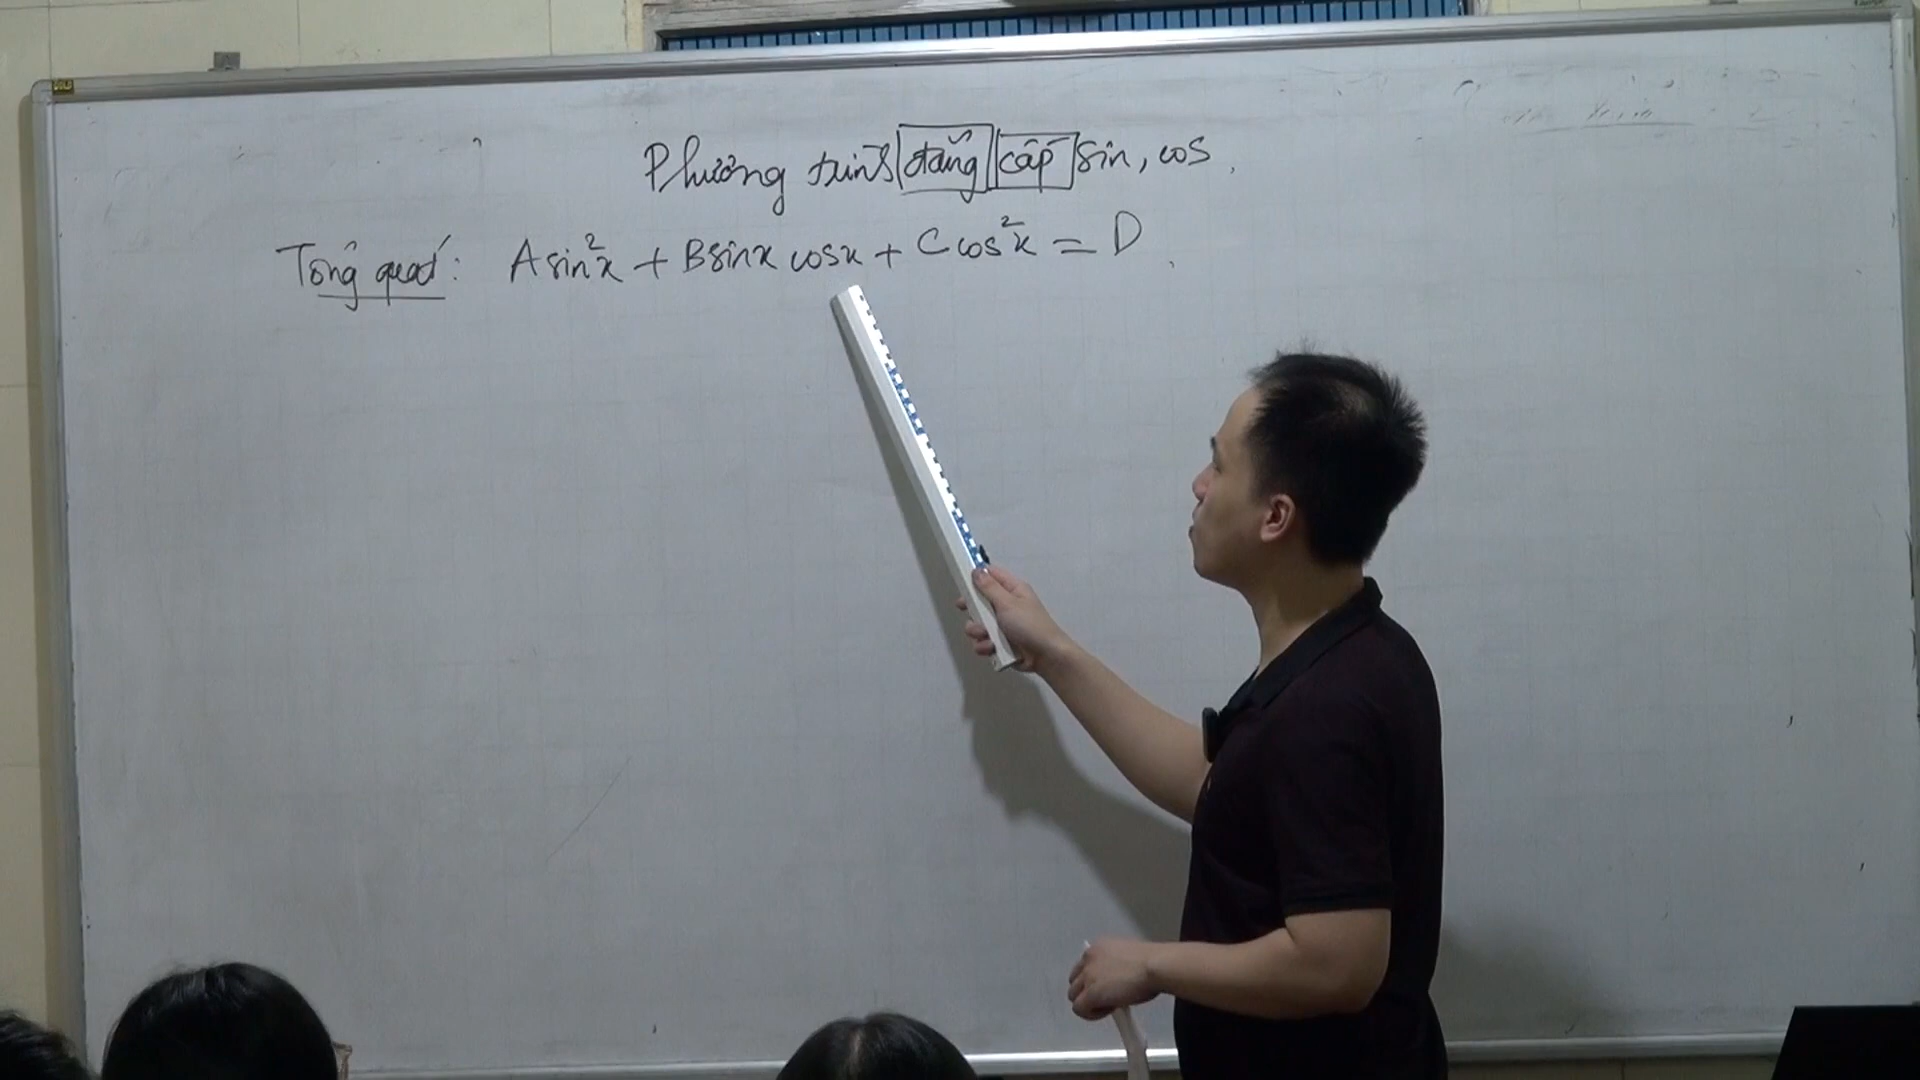 Phương trình đẳng cấp sin, cos.
Tổng quát: A sin²x + B sinx cosx + C cos²x = D